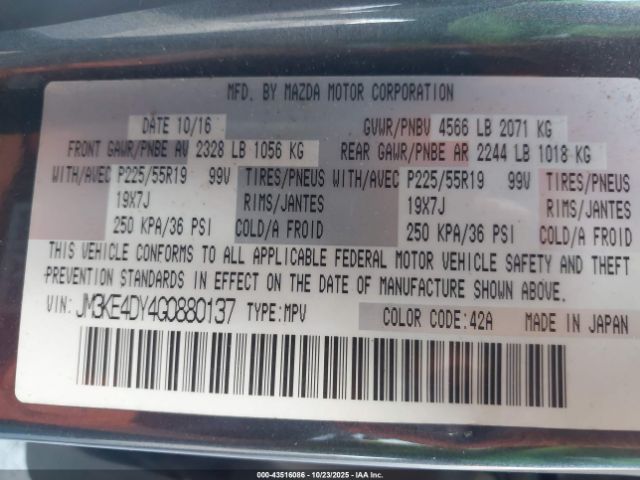 MFD. BY MAZDA MOTOR CORPORATION
DATE 10/16 GVWR/PNBV 4566 LB 2071 KG
FRONT GAWR/PNBE AV 2328 LB 1056 KG REAR GAWR/PNBE AR 2244 LB 1018 KG
WITH/AVEC P225/55R19 99V TIRES/PNEUS WITH/AVEC P225/55R19 99V TIRES/PNEUS
19X7J RIMS/JANTES 19X7J RIMS/JANTES
250 KPA/36 PSI COLD/A FROID 250 KPA/36 PSI COLD/A FROID
THIS VEHICLE CONFORMS TO ALL APPLICABLE FEDERAL MOTOR VEHICLE SAFETY AND THEFT
PREVENTION STANDARDS IN EFFECT ON THE DATE OF MANUFACTURE SHOWN ABOVE.
VIN: JM3KE4DY4G0880137 TYPE:MPV COLOR CODE:42A MADE IN JAPAN
00-43516086 - 10/23/2025 - IAA Inc.